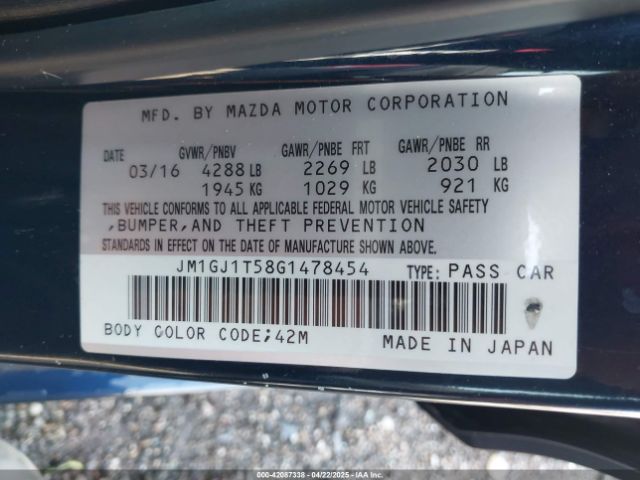 MFD. BY MAZDA MOTOR CORPORATION
DATE GVWR/PNBV GAWR/PNBE FRT GAWR/PNBE RR
03/16 4288 LB 2269 LB 2030 LB
1945 KG 1029 KG 921 KG
THIS VEHICLE CONFORMS TO ALL APPLICABLE FEDERAL MOTOR VEHICLE SAFETY
,BUMPER,AND THEFT PREVENTION
STANDARDS IN EFFECT ON THE DATE OF MANUFACTURE SHOWN ABOVE.
JM1GJ1T58G1478454 TYPE: PASS CAR
BODY COLOR CODE;42M MADE IN JAPAN
000-42087338 - 04/22/2025 - IAAI.COM